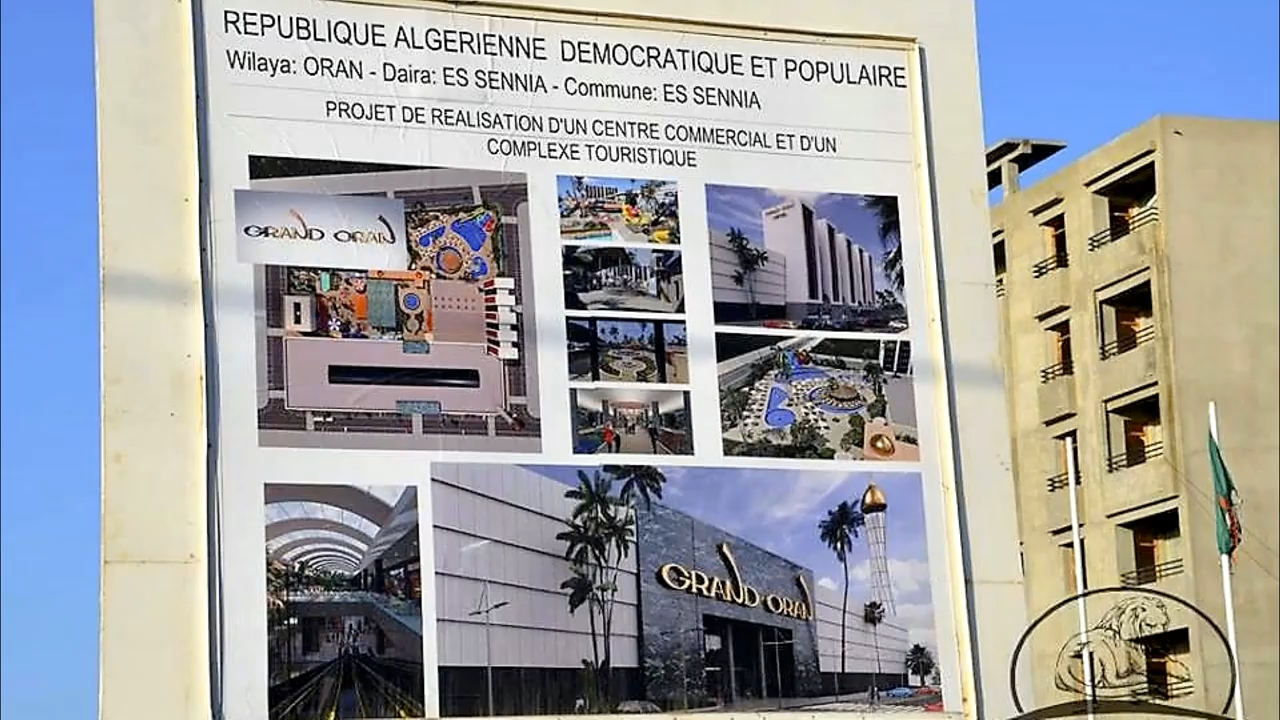 REPUBLIQUE ALGERIENNE DEMOCRATIQUE ET POPULAIRE
Wilaya: ORAN - Daira: ES SENNIA - Commune: ES SENNIA
PROJET DE REALISATION D'UN CENTRE COMMERCIAL ET D'UN
COMPLEXE TOURISTIQUE
GRAND ORAN
GRAND ORAN